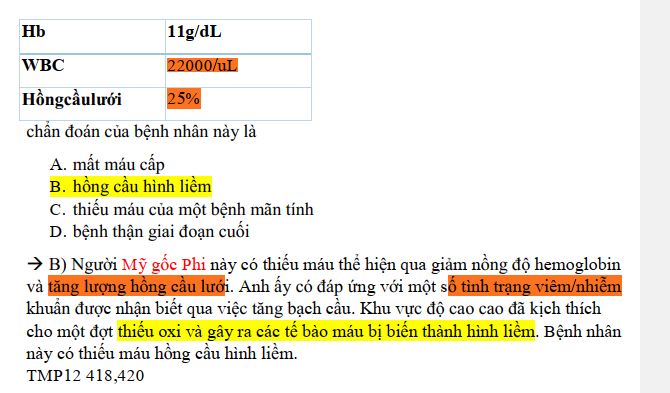 Hb 11g/dL
WBC 22000/uL
Hồngcầulưới 25%
chẩn đoán của bệnh nhân này là
A. mất máu cấp
B. hồng cầu hình liềm
C. thiếu máu của một bệnh mãn tính
D. bệnh thận giai đoạn cuối
→ B) Người Mỹ gốc Phi này có thiếu máu thể hiện qua giảm nồng độ hemoglobin
và tăng lượng hồng cầu lưới. Anh ấy có đáp ứng với một số tình trạng viêm/nhiễm
khuẩn được nhận biết qua việc tăng bạch cầu. Khu vực độ cao cao đã kịch thích
cho một đợt thiếu oxi và gây ra các tế bào máu bị biến thành hình liềm. Bệnh nhân
này có thiếu máu hồng cầu hình liềm.
TMP12 418,420